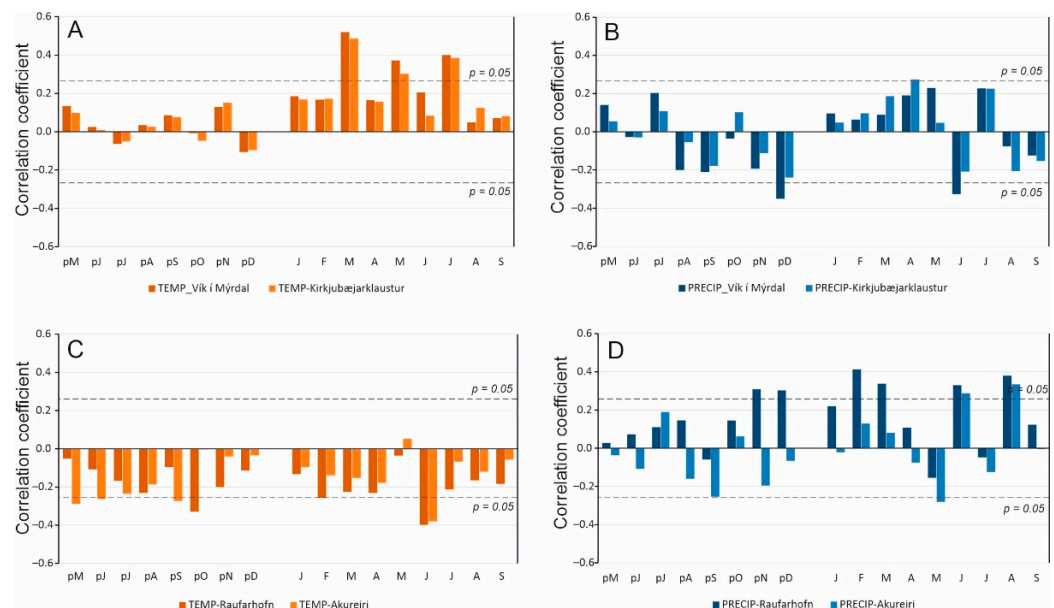 A
B
Correlation coefficient
0.6
0.4
0.2
0.0
−0.2
−0.4
−0.6
p = 0.05
p = 0.05
pM pJ pJ pA pS pO pN pD J F M A M J J A S
TEMP_Vík í Mýrdal TEMP-Kirkjubæjarklaustur
Correlation coefficient
0.6
0.4
0.2
0.0
−0.2
−0.4
−0.6
p = 0.05
p = 0.05
pM pJ pJ pA pS pO pN pD J F M A M J J A S
PRECIP_Vík í Mýrdal PRECIP-Kirkjubæjarklaustur
C
D
Correlation coefficient
0.6
0.4
0.2
0.0
−0.2
−0.4
−0.6
p = 0.05
p = 0.05
pM pJ pJ pA pS pO pN pD J F M A M J J A S
TEMP-Raufarhofn TEMP-Akureiri
Correlation coefficient
0.6
0.4
0.2
0.0
−0.2
−0.4
−0.6
p = 0.05
p = 0.05
pM pJ pJ pA pS pO pN pD J F M A M J J A S
PRECIP-Raufarhofn PRECIP-Akureiri